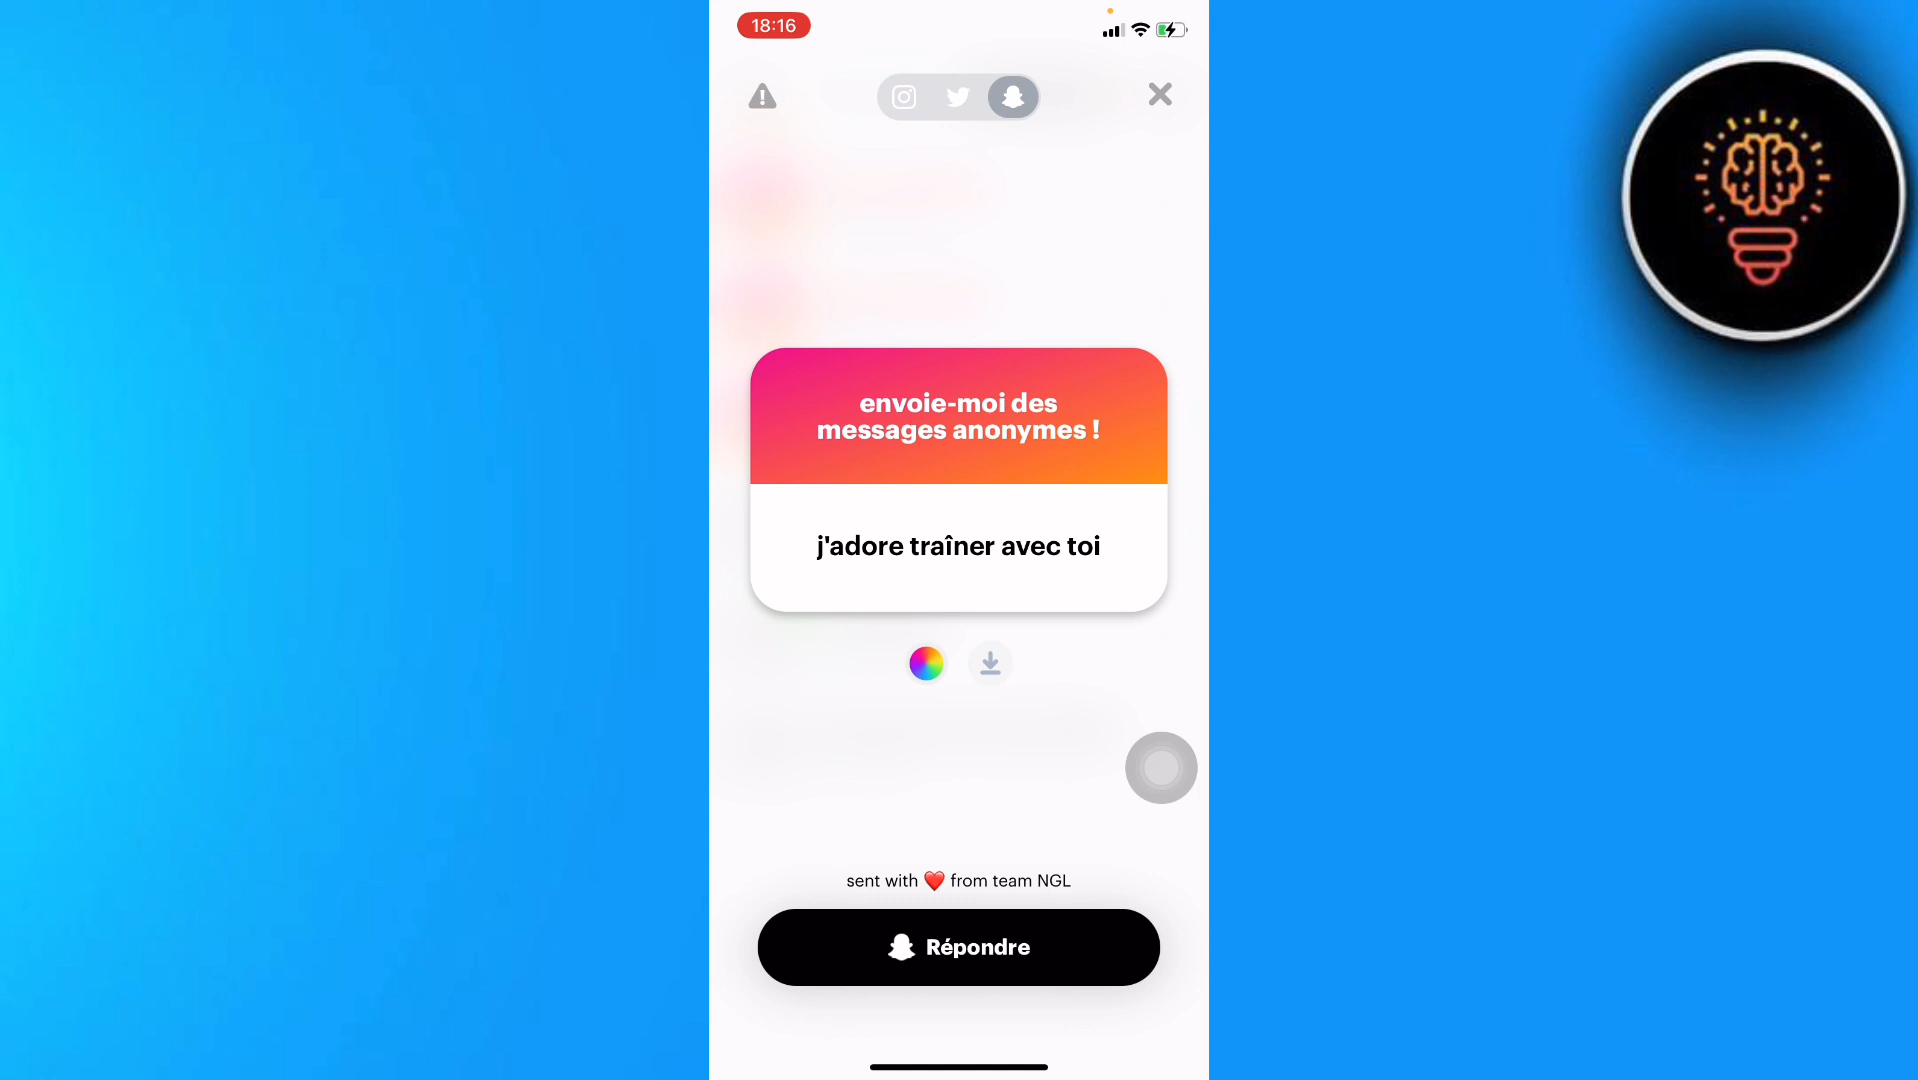 18:16
envoie-moi des
messages anonymes !
j'adore traîner avec toi
sent with ❤️ from team NGL
Répondre